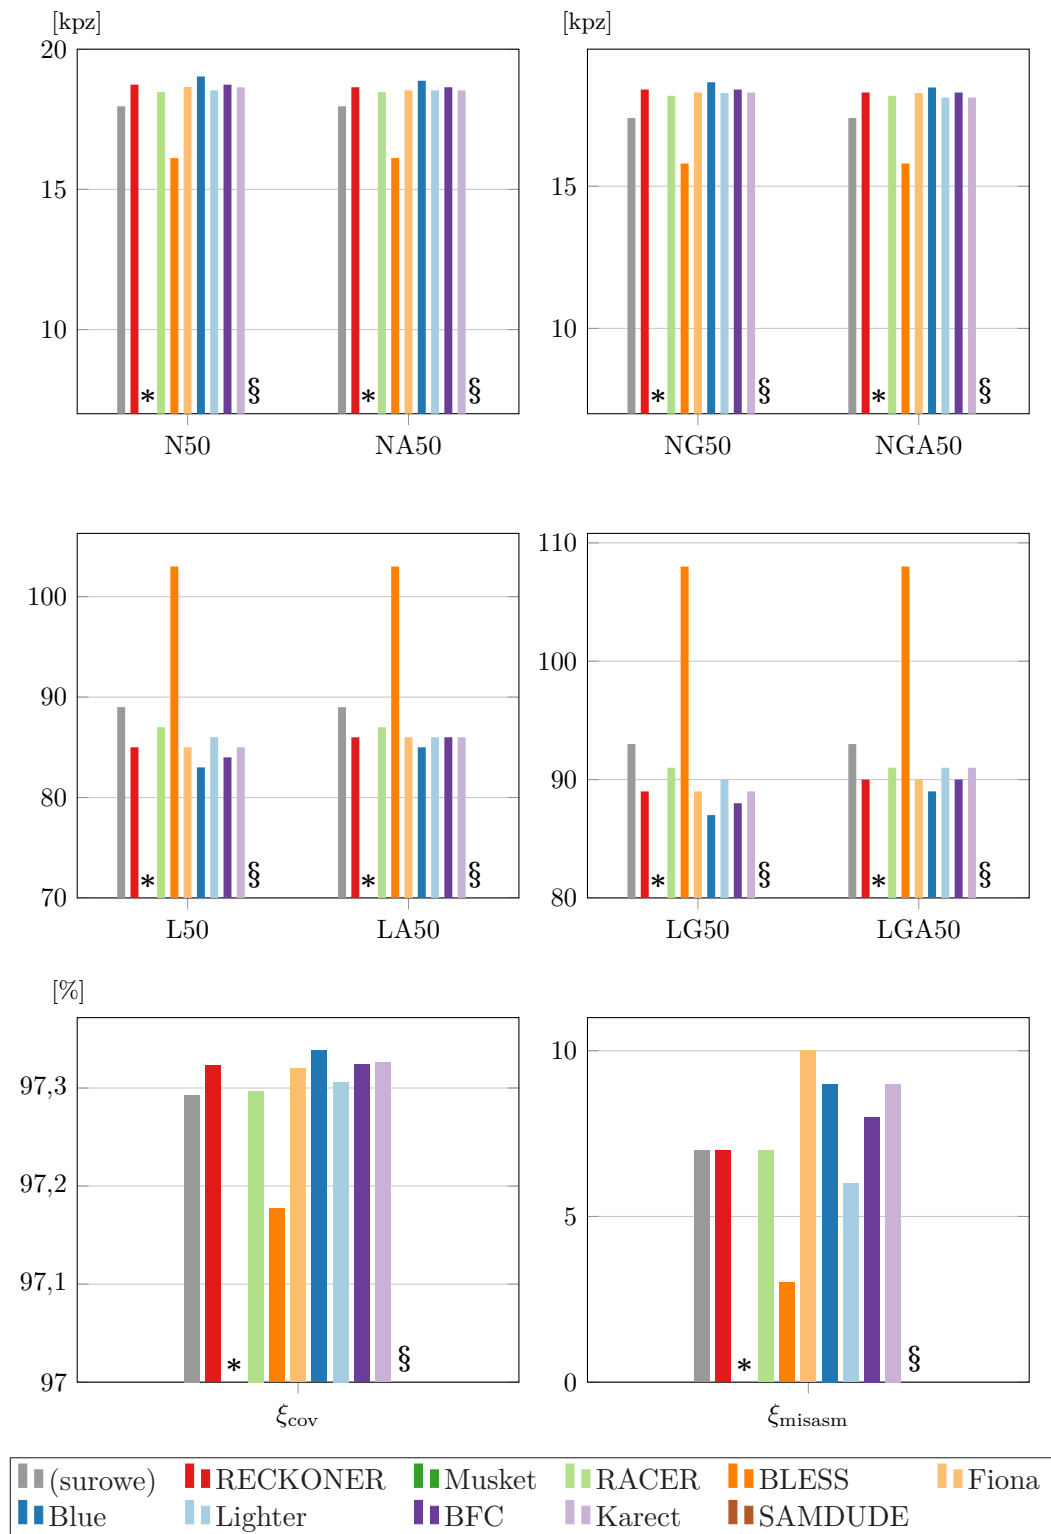 [kpz] [kpz]
20
15 15
10 10
* § * § * § * §
N50 NA50 NG50 NGA50
110
100 100
90 90
80
70 80
* § * § * § * §
L50 LA50 LG50 LGA50
[%]
97,3 10
97,2 5
97,1
97 0
* § * §
ξcov ξmisasm
(surowe) RECKONER Musket RACER BLESS Fiona
Blue Lighter BFC Karect SAMDUDE